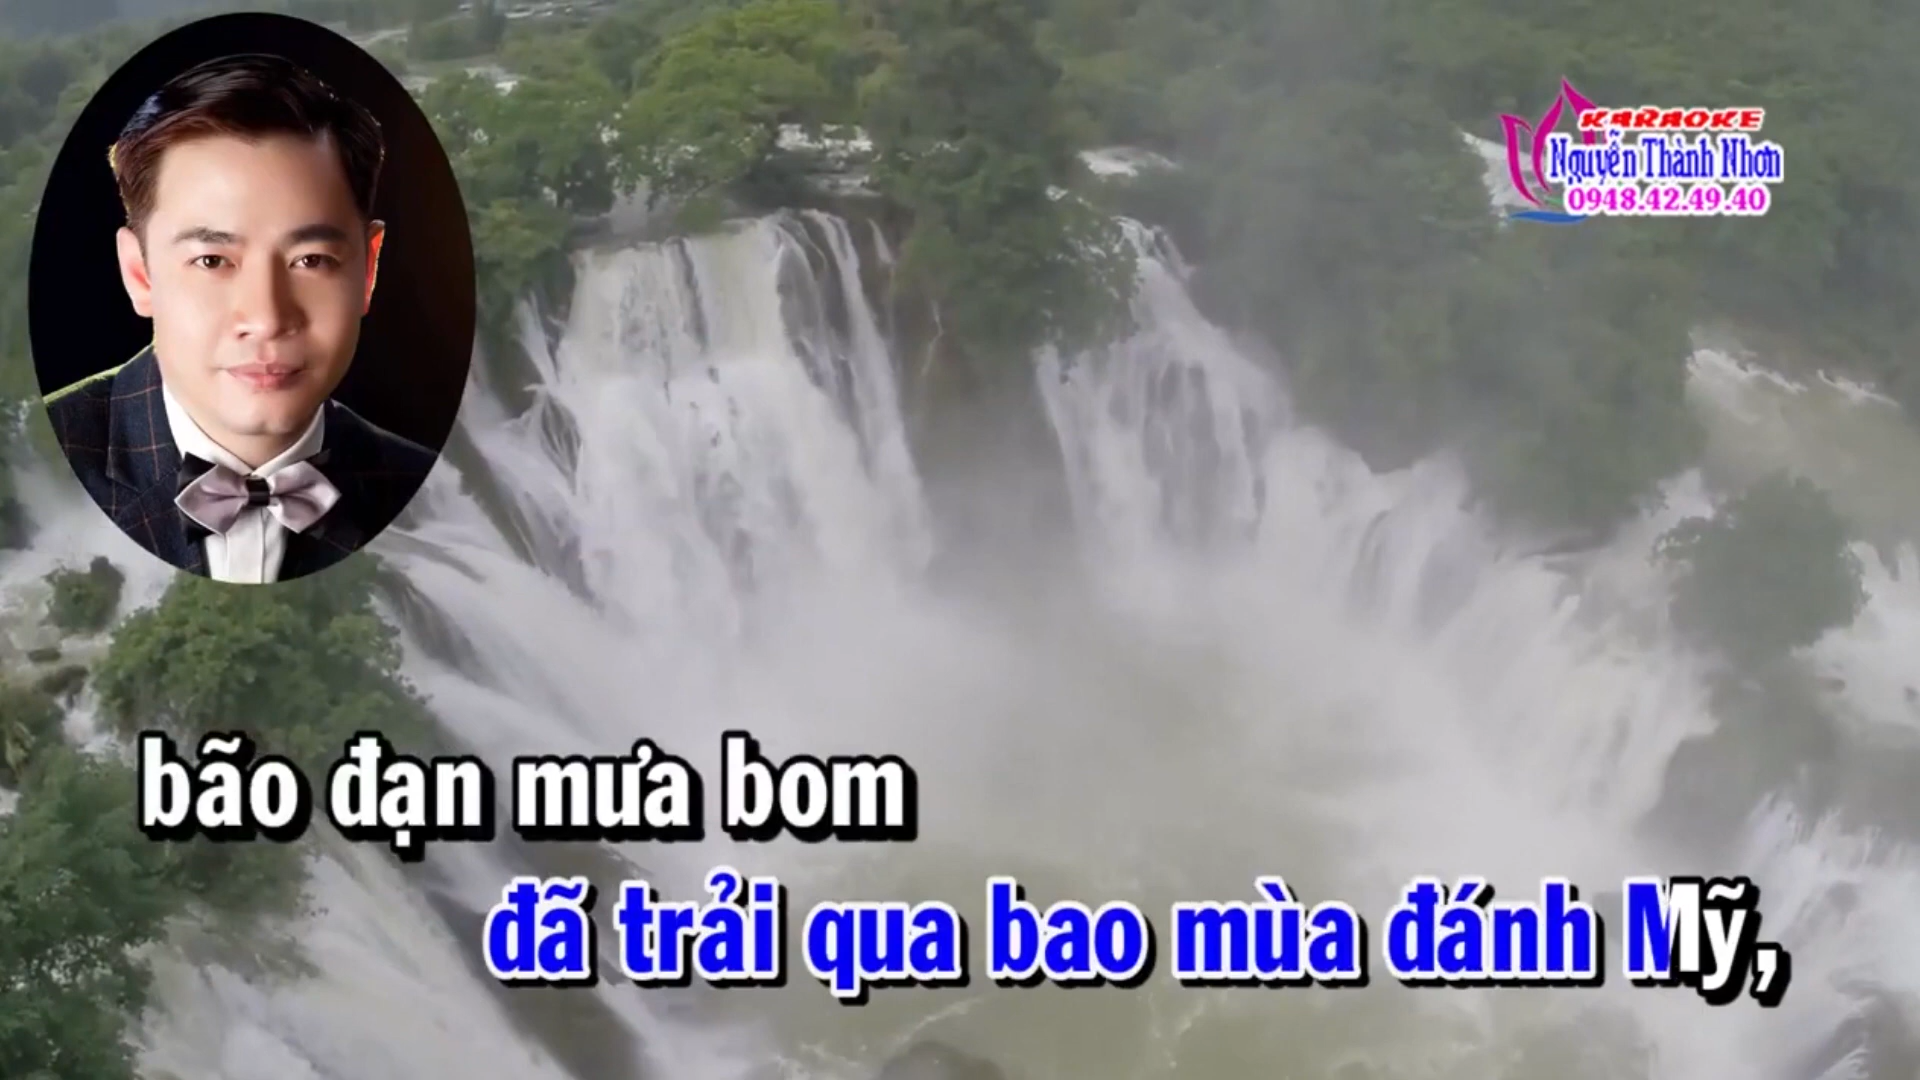 KARAOKE
Nguyễn Thành Nhơn
0948.42.49.40
bão đạn mưa bom
đã trải qua bao mùa đánh Mỹ,